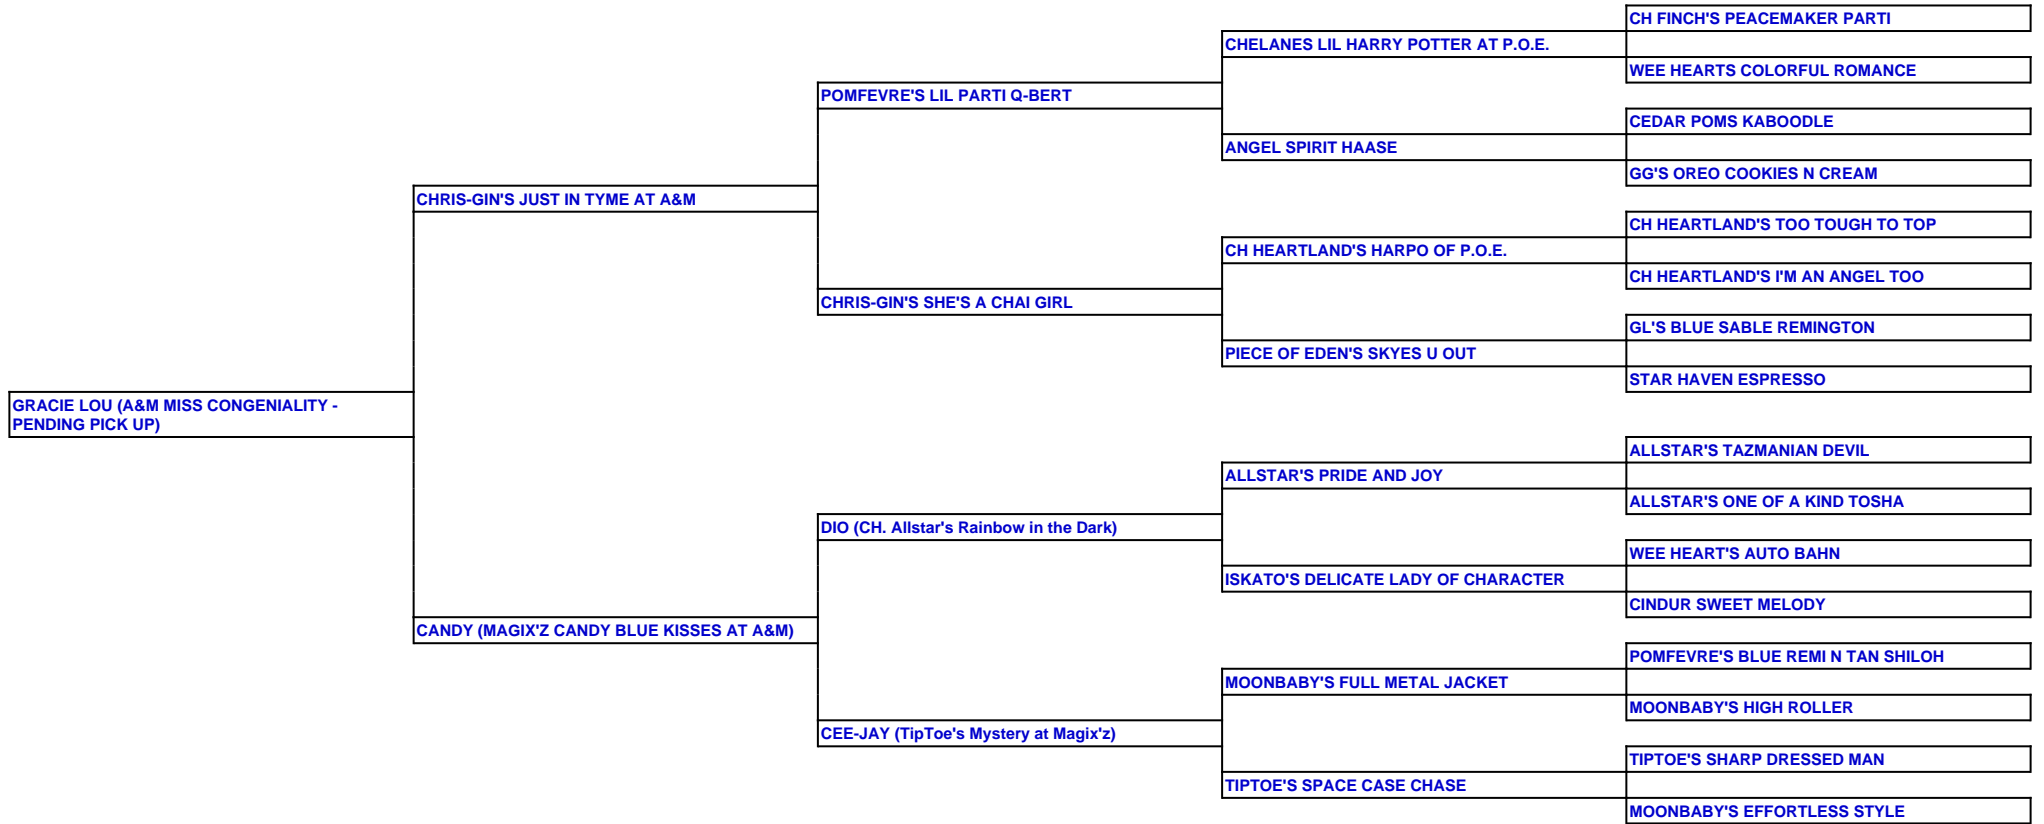 CH FINCH'S PEACEMAKER PARTI
CHELANES LIL HARRY POTTER AT P.O.E.
WEE HEARTS COLORFUL ROMANCE
POMFEVRE'S LIL PARTI Q-BERT
CEDAR POMS KABOODLE
ANGEL SPIRIT HAASE
GG'S OREO COOKIES N CREAM
CHRIS-GIN'S JUST IN TYME AT A&M
CH HEARTLAND'S TOO TOUGH TO TOP
CH HEARTLAND'S HARPO OF P.O.E.
CH HEARTLAND'S I'M AN ANGEL TOO
CHRIS-GIN'S SHE'S A CHAI GIRL
GL'S BLUE SABLE REMINGTON
PIECE OF EDEN'S SKYES U OUT
STAR HAVEN ESPRESSO
GRACIE LOU (A&M MISS CONGENIALITY -
PENDING PICK UP)
ALLSTAR'S TAZMANIAN DEVIL
ALLSTAR'S PRIDE AND JOY
ALLSTAR'S ONE OF A KIND TOSHA
DIO (CH. Allstar's Rainbow in the Dark)
WEE HEART'S AUTO BAHN
ISKATO'S DELICATE LADY OF CHARACTER
CINDUR SWEET MELODY
CANDY (MAGIX'Z CANDY BLUE KISSES AT A&M)
POMFEVRE'S BLUE REMI N TAN SHILOH
MOONBABY'S FULL METAL JACKET
MOONBABY'S HIGH ROLLER
CEE-JAY (TipToe's Mystery at Magix'z)
TIPTOE'S SHARP DRESSED MAN
TIPTOE'S SPACE CASE CHASE
MOONBABY'S EFFORTLESS STYLE